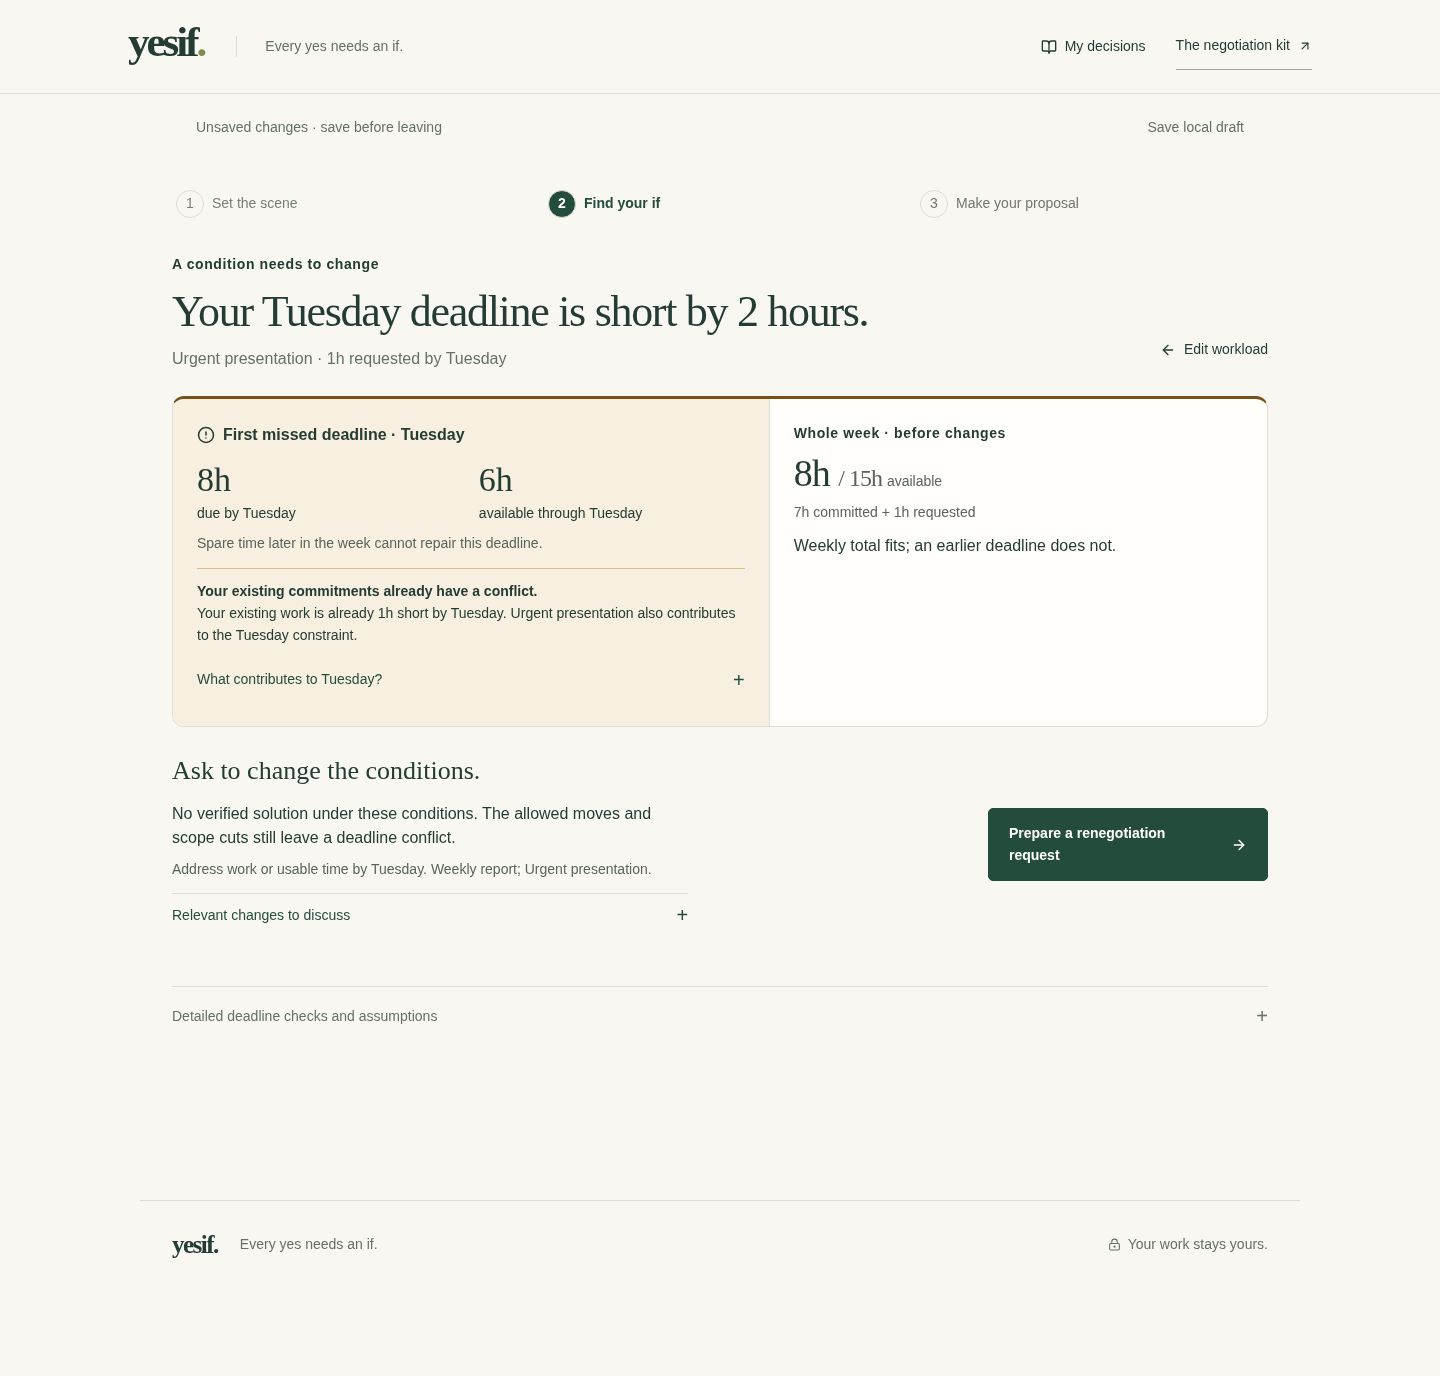 yesif.
Every yes needs an if.
My decisions
The negotiation kit
Unsaved changes · save before leaving
Save local draft
1 Set the scene
2 Find your if
3 Make your proposal
A condition needs to change
Your Tuesday deadline is short by 2 hours.
Urgent presentation · 1h requested by Tuesday
Edit workload
First missed deadline · Tuesday
8h
due by Tuesday
6h
available through Tuesday
Spare time later in the week cannot repair this deadline.
Your existing commitments already have a conflict.
Your existing work is already 1h short by Tuesday. Urgent presentation also contributes
to the Tuesday constraint.
What contributes to Tuesday? +
Whole week · before changes
8h / 15h available
7h committed + 1h requested
Weekly total fits; an earlier deadline does not.
Ask to change the conditions.
No verified solution under these conditions. The allowed moves and
scope cuts still leave a deadline conflict.
Address work or usable time by Tuesday. Weekly report; Urgent presentation.
Relevant changes to discuss +
Prepare a renegotiation
request
Detailed deadline checks and assumptions +
yesif.
Every yes needs an if.
Your work stays yours.